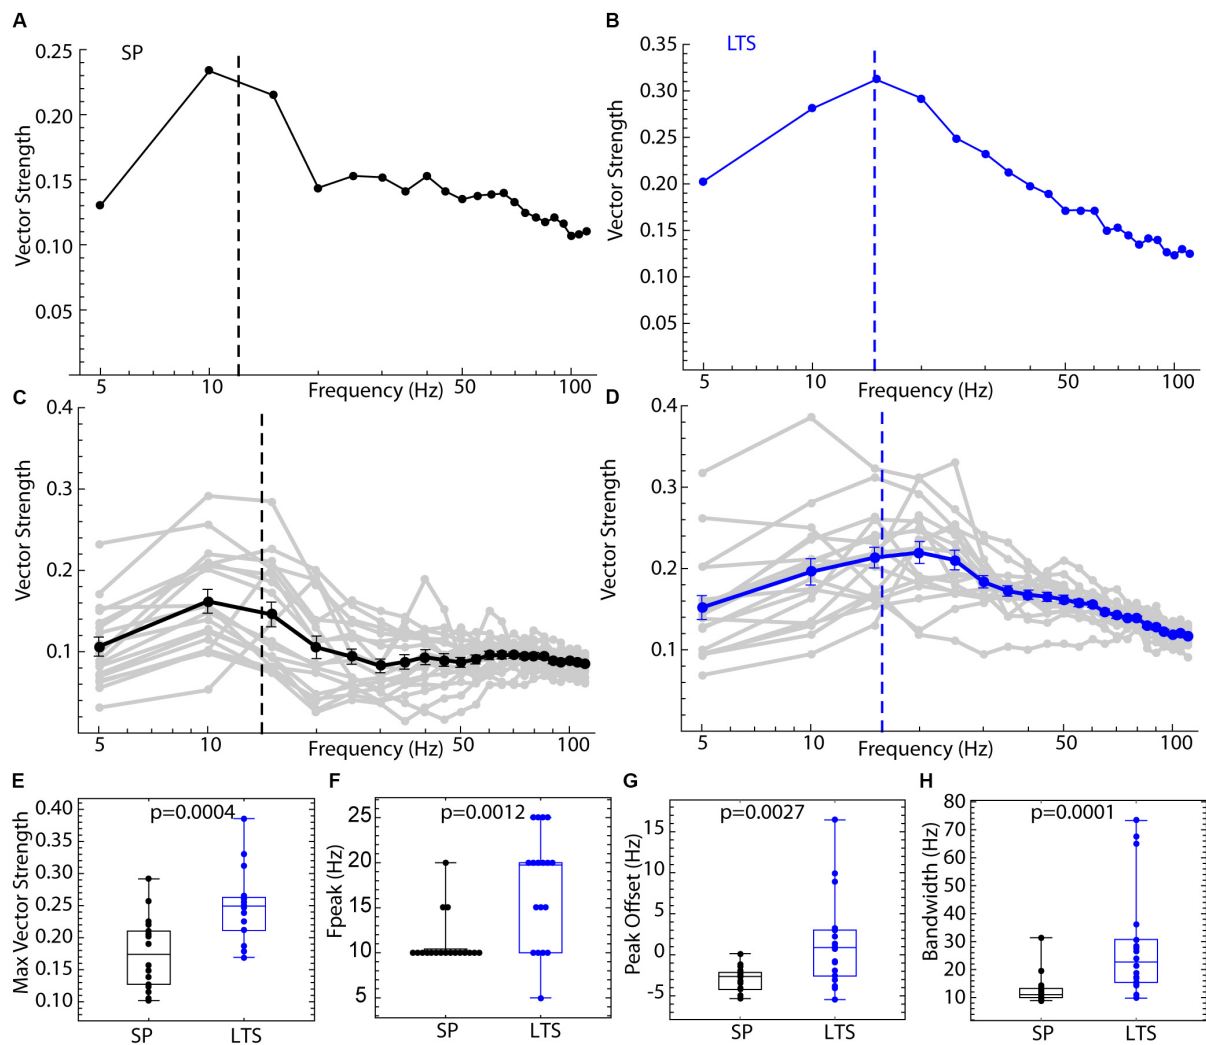 A
SP
Vector Strength
0.25
0.20
0.15
0.10
0.05
5
10
50
100
Frequency (Hz)
B
LTS
Vector Strength
0.35
0.30
0.25
0.20
0.15
0.10
0.05
5
10
50
100
Frequency (Hz)
C
Vector Strength
0.4
0.3
0.2
0.1
5
10
50
100
Frequency (Hz)
D
Vector Strength
0.4
0.3
0.2
0.1
5
10
50
100
Frequency (Hz)
E
p=0.0004
Max Vector Strength
0.40
0.35
0.30
0.25
0.20
0.15
0.10
SP
LTS
F
p=0.0012
Fpeak (Hz)
25
20
15
10
5
SP
LTS
G
p=0.0027
Peak Offset (Hz)
15
10
5
0
-5
SP
LTS
H
p=0.0001
Bandwidth (Hz)
80
70
60
50
40
30
20
10
SP
LTS